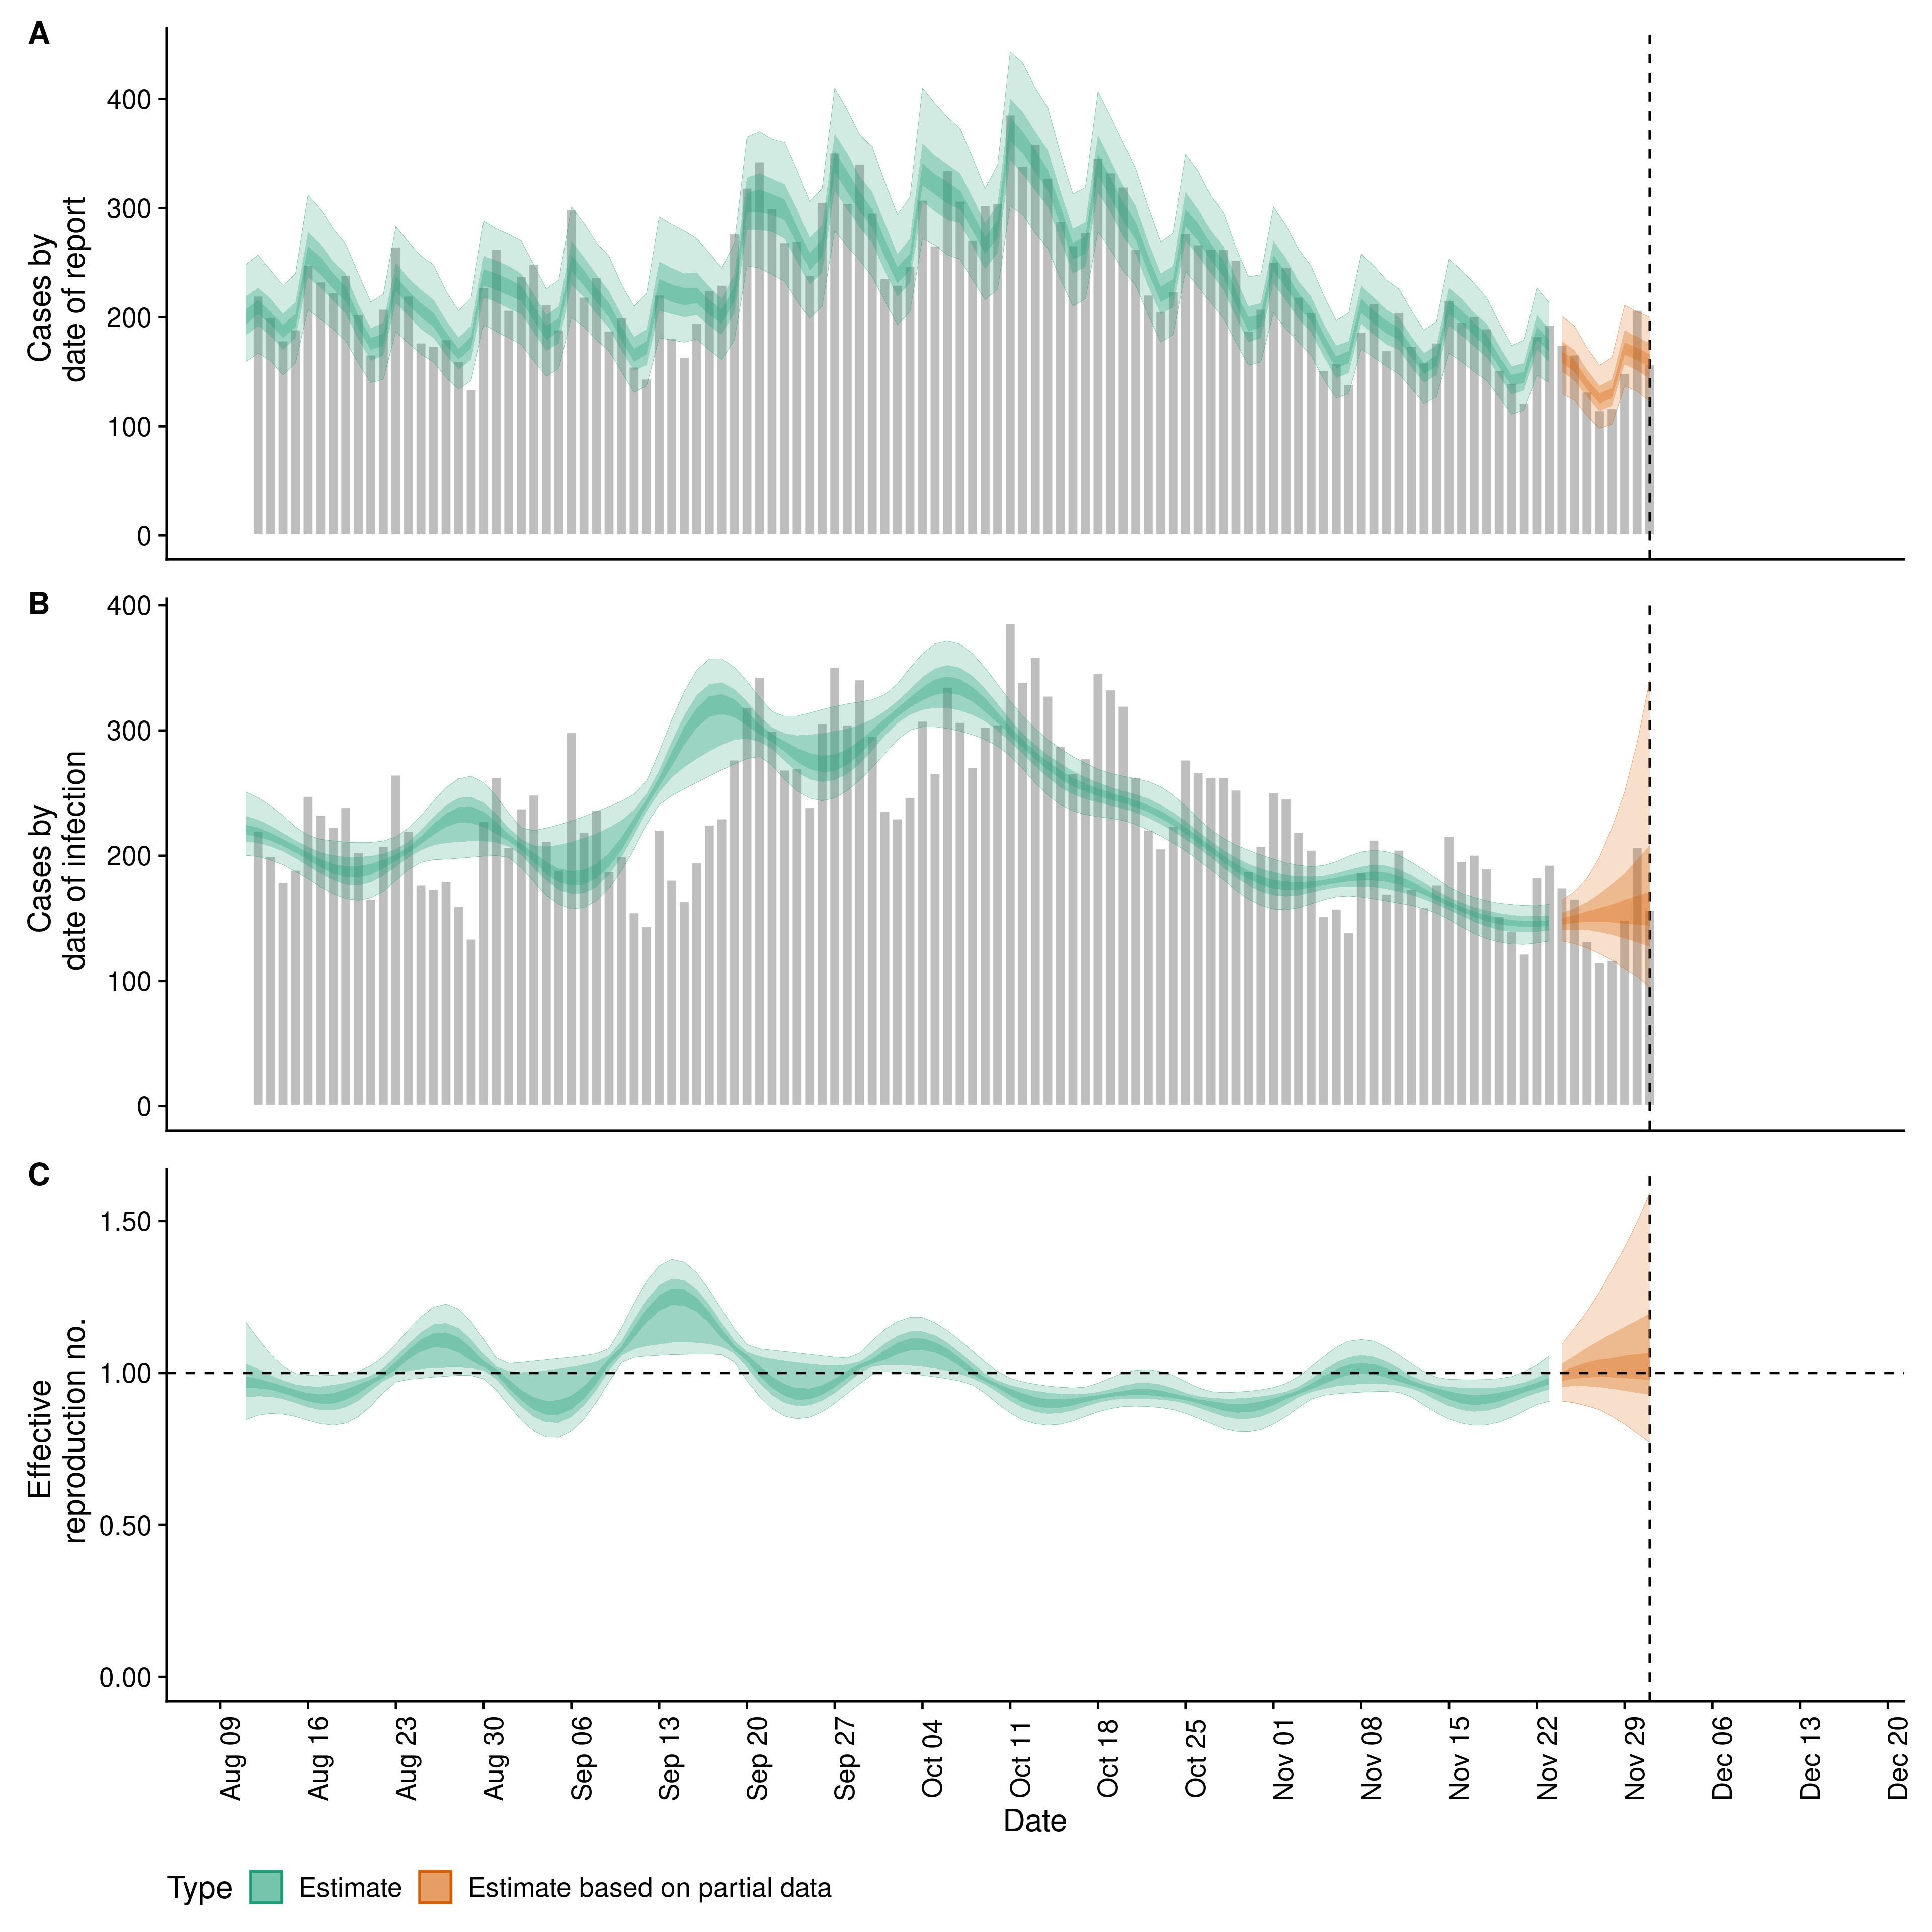 A
Cases by
date of report
400
300
200
100
0
B
Cases by
date of infection
400
300
200
100
0
C
Effective
reproduction no.
1.50
1.00
0.50
0.00
Aug 09
Aug 16
Aug 23
Aug 30
Sep 06
Sep 13
Sep 20
Sep 27
Oct 04
Oct 11
Oct 18
Oct 25
Nov 01
Nov 08
Nov 15
Nov 22
Nov 29
Dec 06
Dec 13
Dec 20
Date
Type Estimate Estimate based on partial data